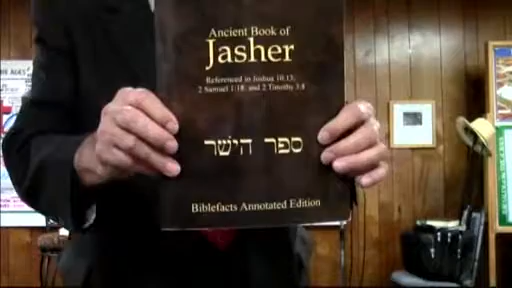 Ancient Book of
Jasher
Referenced in Joshua 10:13;
2 Samuel 1:18; and 2 Timothy 3:8
ספר הישר
Biblefacts Annotated Edition
AGES